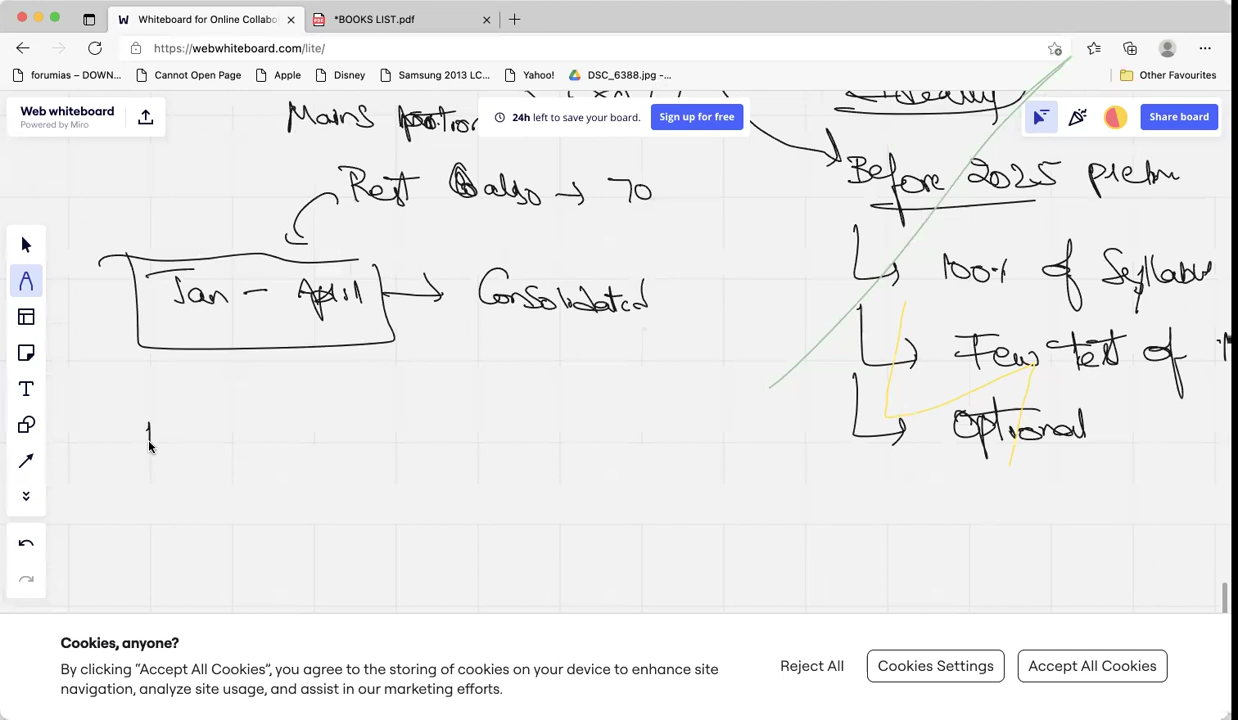 Whiteboard for Online Collabo
*BOOKS LIST.pdf
https://webwhiteboard.com/lite/
forumias – DOWN...
Cannot Open Page
Apple
Disney
Samsung 2013 LC...
Yahoo!
DSC_6388.jpg -...
Other Favourites
Web whiteboard
Powered by Miro
24h left to save your board.
Sign up for free
Share board
Mains
Rest also → 70
Jan – April → Consolidated
Before 2025
100% of Syllabus
Few test of
Optional
Cookies, anyone?
By clicking “Accept All Cookies”, you agree to the storing of cookies on your device to enhance site
navigation, analyze site usage, and assist in our marketing efforts.
Reject All
Cookies Settings
Accept All Cookies